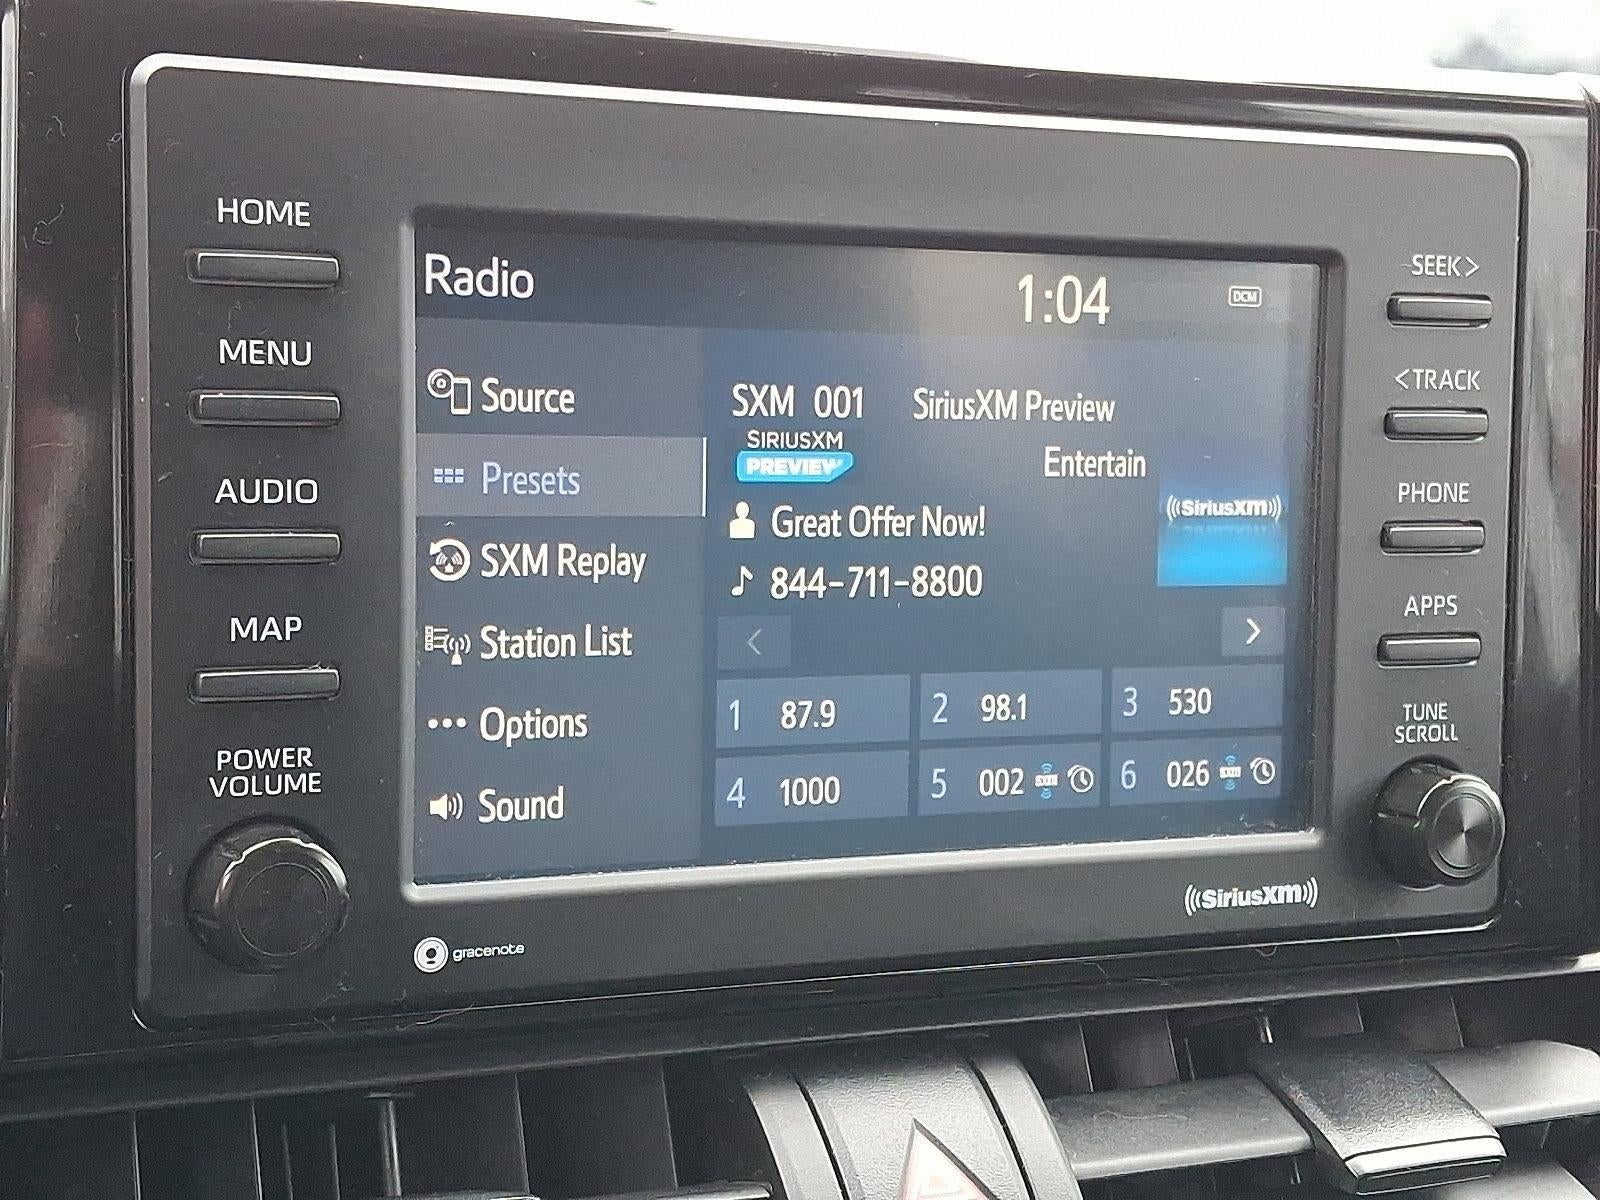 HOME
MENU
AUDIO
MAP
POWER
VOLUME
Radio
1:04
DCM
Source
Presets
SXM Replay
Station List
Options
Sound
SXM 001 SiriusXM Preview
SIRIUSXM
PREVIEW
Entertain
Great Offer Now!
844-711-8800
SiriusXM
<
>
1 87.9
2 98.1
3 530
4 1000
5 002 SXM
6 026 SXM
SEEK>
<TRACK
PHONE
APPS
TUNE
SCROLL
gracenote
SiriusXM